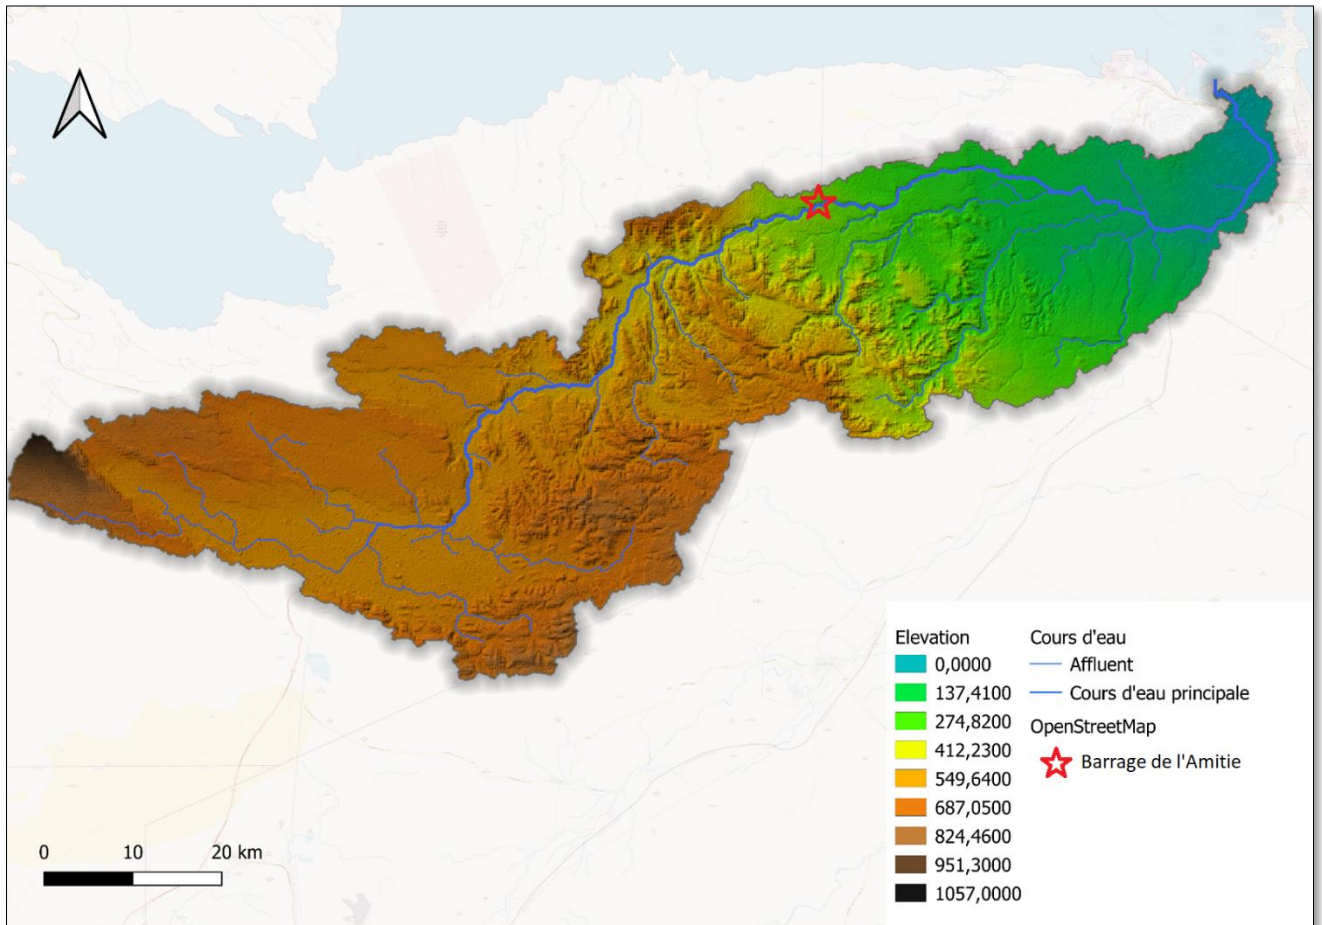 Elevation
0,0000
137,4100
274,8200
412,2300
549,6400
687,0500
824,4600
951,3000
1057,0000
Cours d'eau
Affluent
Cours d'eau principale
OpenStreetMap
Barrage de l'Amitie
0 10 20 km